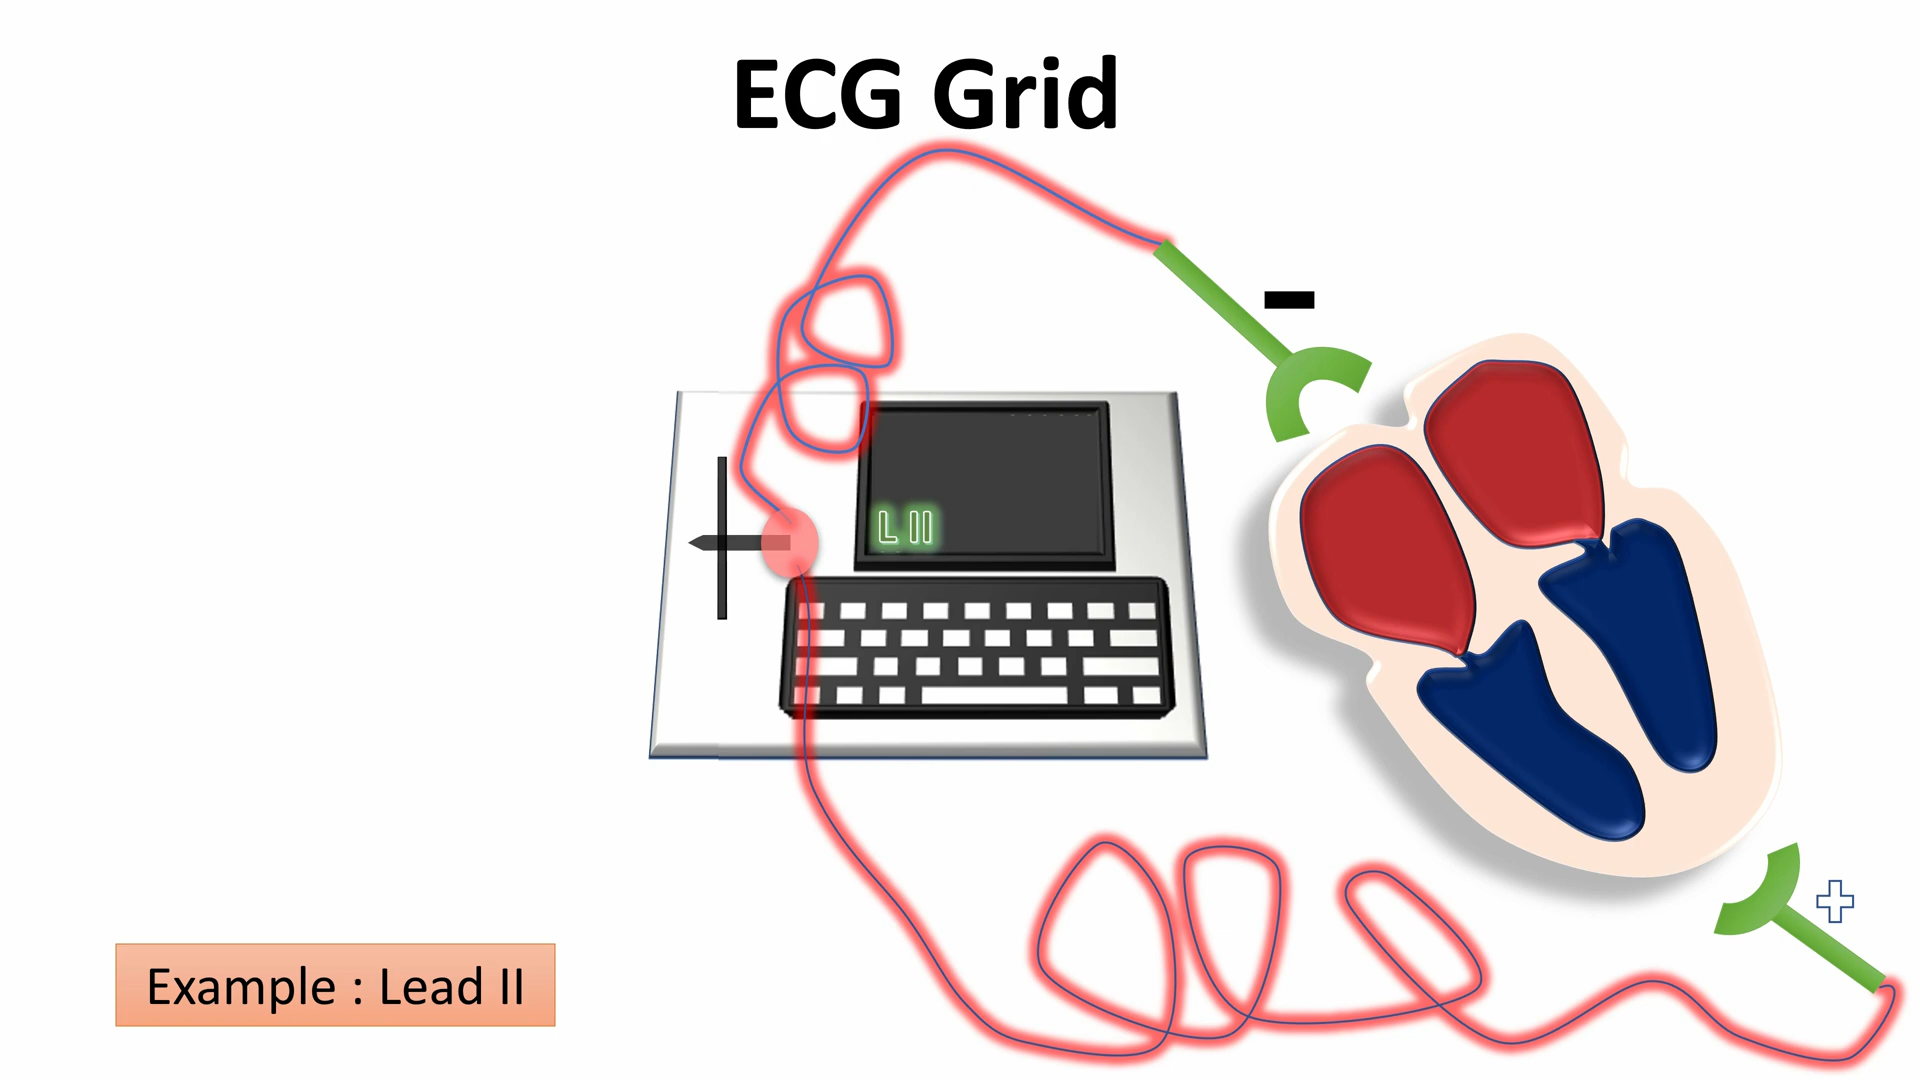 ECG Grid
-
L II
+
Example : Lead II